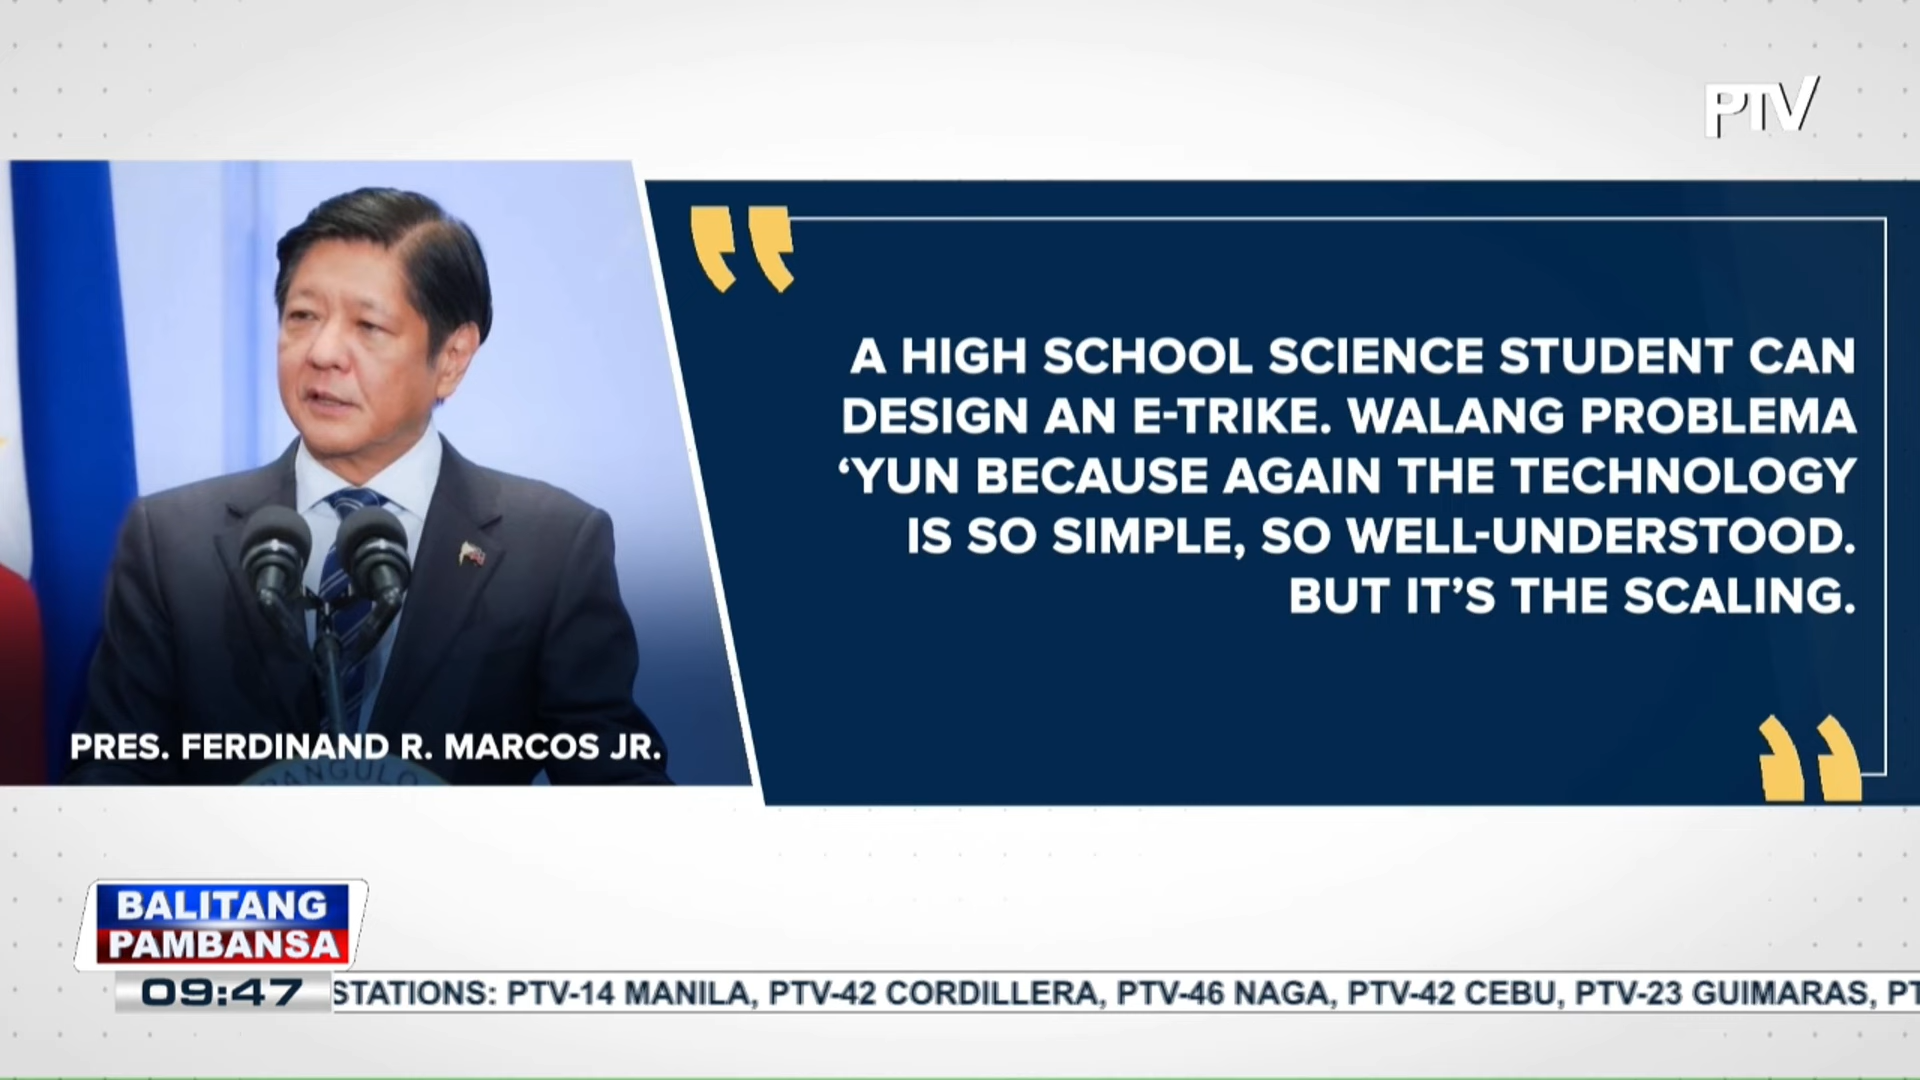 PTV
A HIGH SCHOOL SCIENCE STUDENT CAN
DESIGN AN E-TRIKE. WALANG PROBLEMA
‘YUN BECAUSE AGAIN THE TECHNOLOGY
IS SO SIMPLE, SO WELL-UNDERSTOOD.
BUT IT’S THE SCALING.
PRES. FERDINAND R. MARCOS JR.
PANGULO
BALITANG
PAMBANSA
09:47
STATIONS: PTV-14 MANILA, PTV-42 CORDILLERA, PTV-46 NAGA, PTV-42 CEBU, PTV-23 GUIMARAS, PT